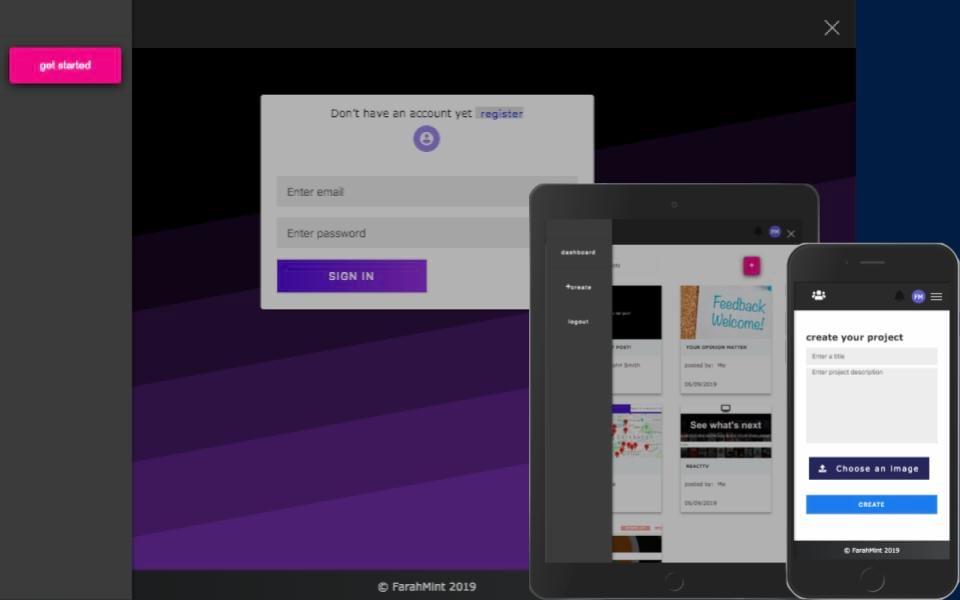 get started
Don't have an account yet register
Enter email
Enter password
SIGN IN
© FarahMint 2019
FM
dashboard
+create
logout
+
Feedback
Welcome!
POST!
YOUR OPINION MATTER
Smith
posted by: Me
06/09/2019
See what's next
REACTTV
posted by: Me
06/09/2019
FM
create your project
Enter a title
Enter project description
Choose an image
CREATE
© FarahMint 2019